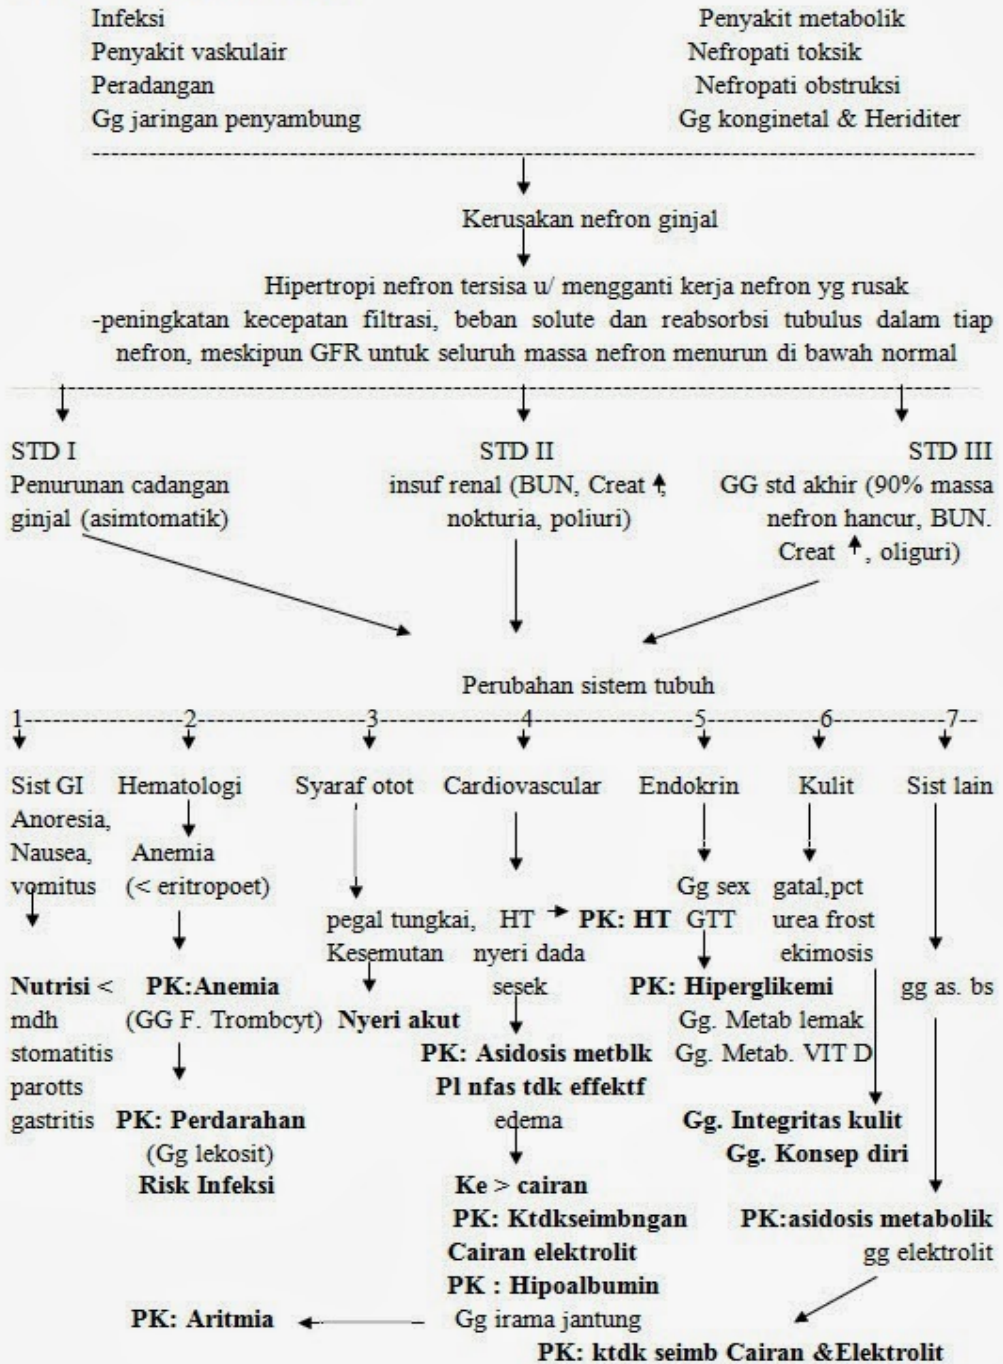 Infeksi Penyakit metabolik
Penyakit vaskulair Nefropati toksik
Peradangan Nefropati obstruksi
Gg jaringan penyambung Gg konginetal & Heriditer
Kerusakan nefron ginjal
Hipertropi nefron tersisa u/ mengganti kerja nefron yg rusak
-peningkatan kecepatan filtrasi, beban solute dan reabsorbsi tubulus dalam tiap
nefron, meskipun GFR untuk seluruh massa nefron menurun di bawah normal
STD I STD II STD III
Penurunan cadangan insuf renal (BUN, Creat ↑, GG std akhir (90% massa
ginjal (asimtomatik) nokturia, poliuri) nefron hancur, BUN.
Creat ↑, oliguri)
Perubahan sistem tubuh
1 2 3 4 5 6 7
Sist GI Hematologi Syaraf otot Cardiovascular Endokrin Kulit Sist lain
Anoresia,
Nausea, Anemia
vomitus (< eritropoet) Gg sex gatal,pct
pegal tungkai, HT → PK: HT GTT urea frost
Kesemutan nyeri dada ekimosis
Nutrisi < PK:Anemia sesek PK: Hiperglikemi gg as. bs
mdh (GG F. Trombcyt) Nyeri akut Gg. Metab lemak
stomatitis PK: Asidosis metblk Gg. Metab. VIT D
parotts Pl nfas tdk effektf
gastritis PK: Perdarahan edema Gg. Integritas kulit
(Gg lekosit) Gg. Konsep diri
Risk Infeksi Ke > cairan
PK: Ktdkseimbngan PK:asidosis metabolik
Cairan elektrolit gg elektrolit
PK : Hipoalbumin
PK: Aritmia ← Gg irama jantung
PK: ktdk seimb Cairan &Elektrolit